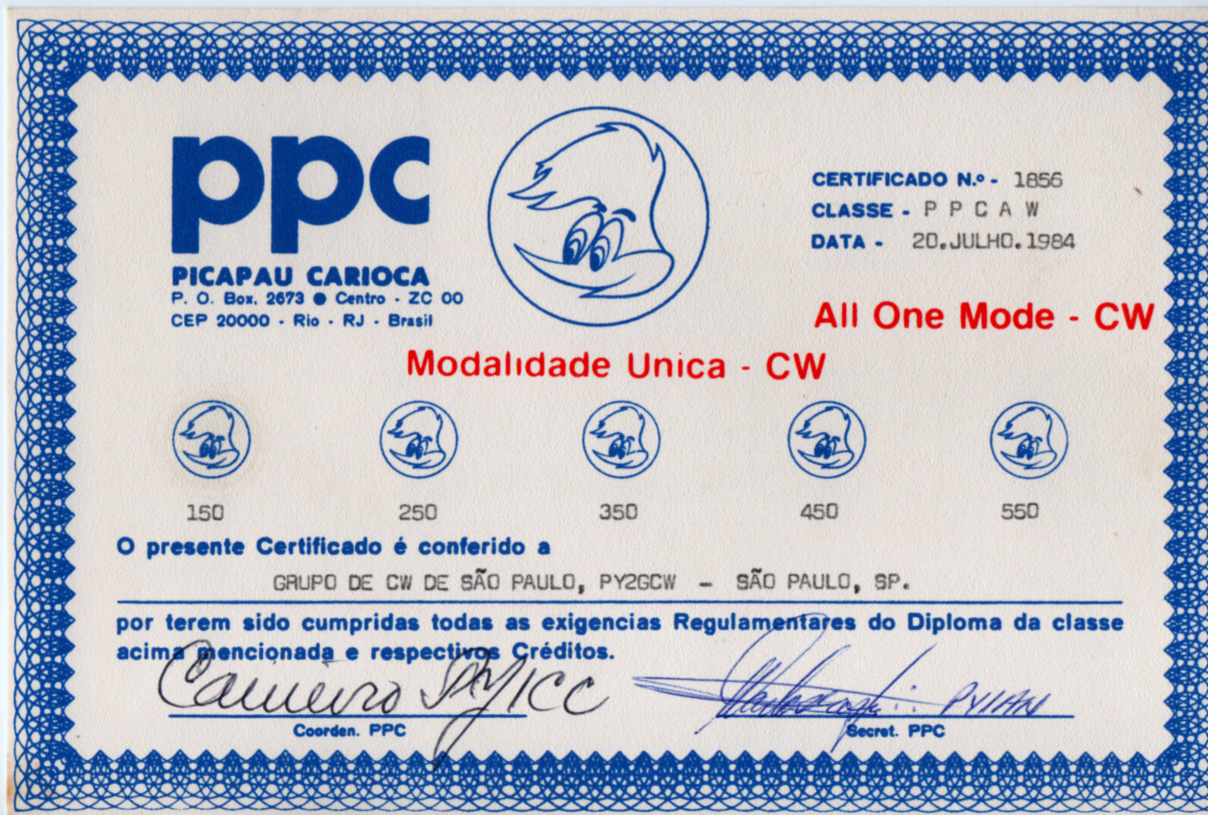 ppc
PICAPAU CARIOCA
P. O. Box. 2673 ● Centro - ZC 00
CEP 20000 - Rio - RJ - Brasil
CERTIFICADO N.º - 1856
CLASSE - P P C A W
DATA - 20.JULHO.1984
All One Mode - CW
Modalidade Unica - CW
150 250 350 450 550
O presente Certificado é conferido a
GRUPO DE CW DE SÃO PAULO, PY2GCW - SÃO PAULO, SP.
por terem sido cumpridas todas as exigencias Regulamentares do Diploma da classe
acima mencionada e respectivos Créditos.
Carneiro PY1CC
PY1AN
Coorden. PPC
Secret. PPC